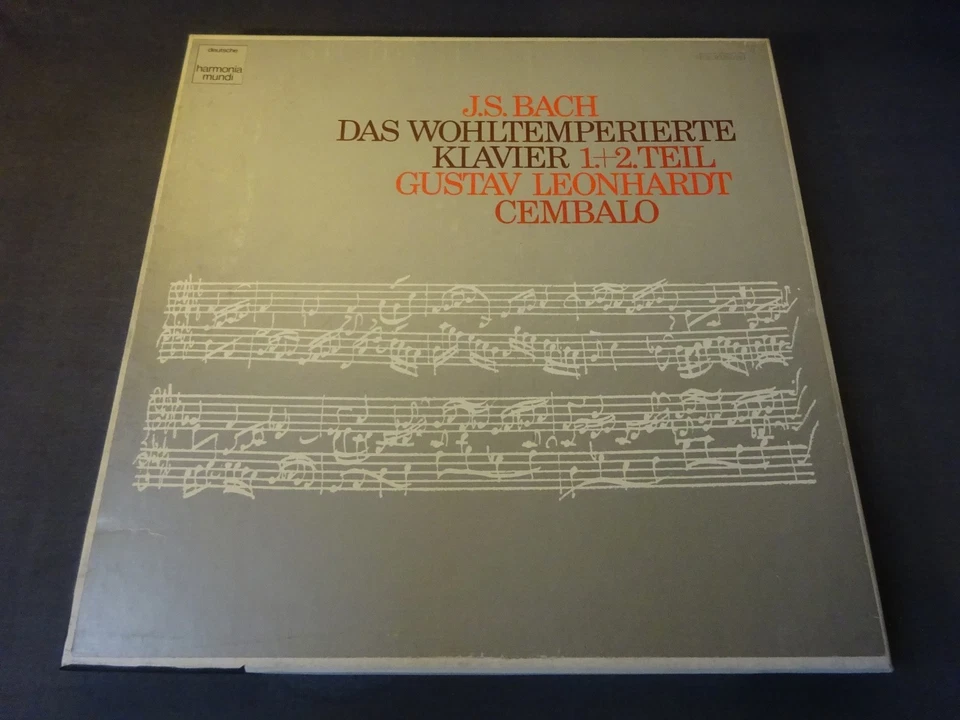 deutsche
harmonia
mundi
J.S. BACH
DAS WOHLTEMPERIERTE
KLAVIER 1.+2. TEIL
GUSTAV LEONHARDT
CEMBALO